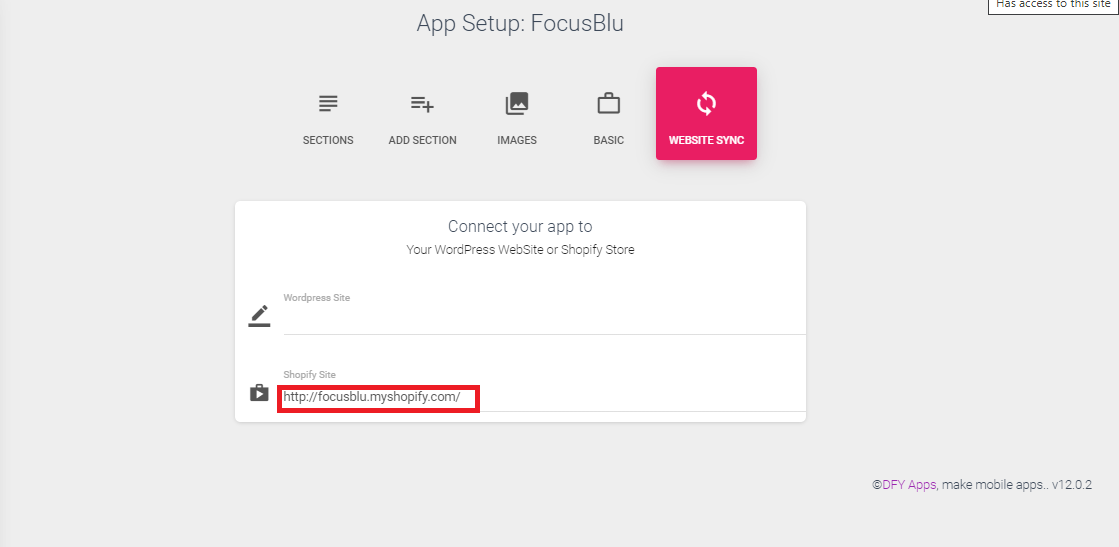 Has access to this site
App Setup: FocusBlu
SECTIONS
ADD SECTION
IMAGES
BASIC
WEBSITE SYNC
Connect your app to
Your WordPress WebSite or Shopify Store
Wordpress Site
Shopify Site
http://focusblu.myshopify.com/
©DFY Apps, make mobile apps.. v12.0.2